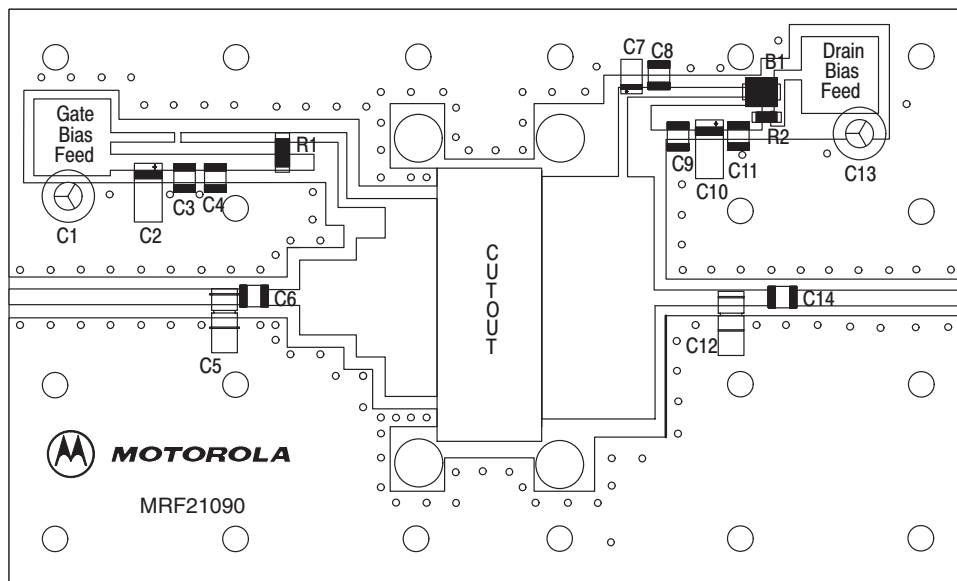 C7
C8
B1
Drain
Bias
Feed
Gate
Bias
Feed
R1
R2
C9
C10
C11
C13
C1
C2
C3
C4
CUTOUT
C6
C14
C5
C12
MOTOROLA
MRF21090